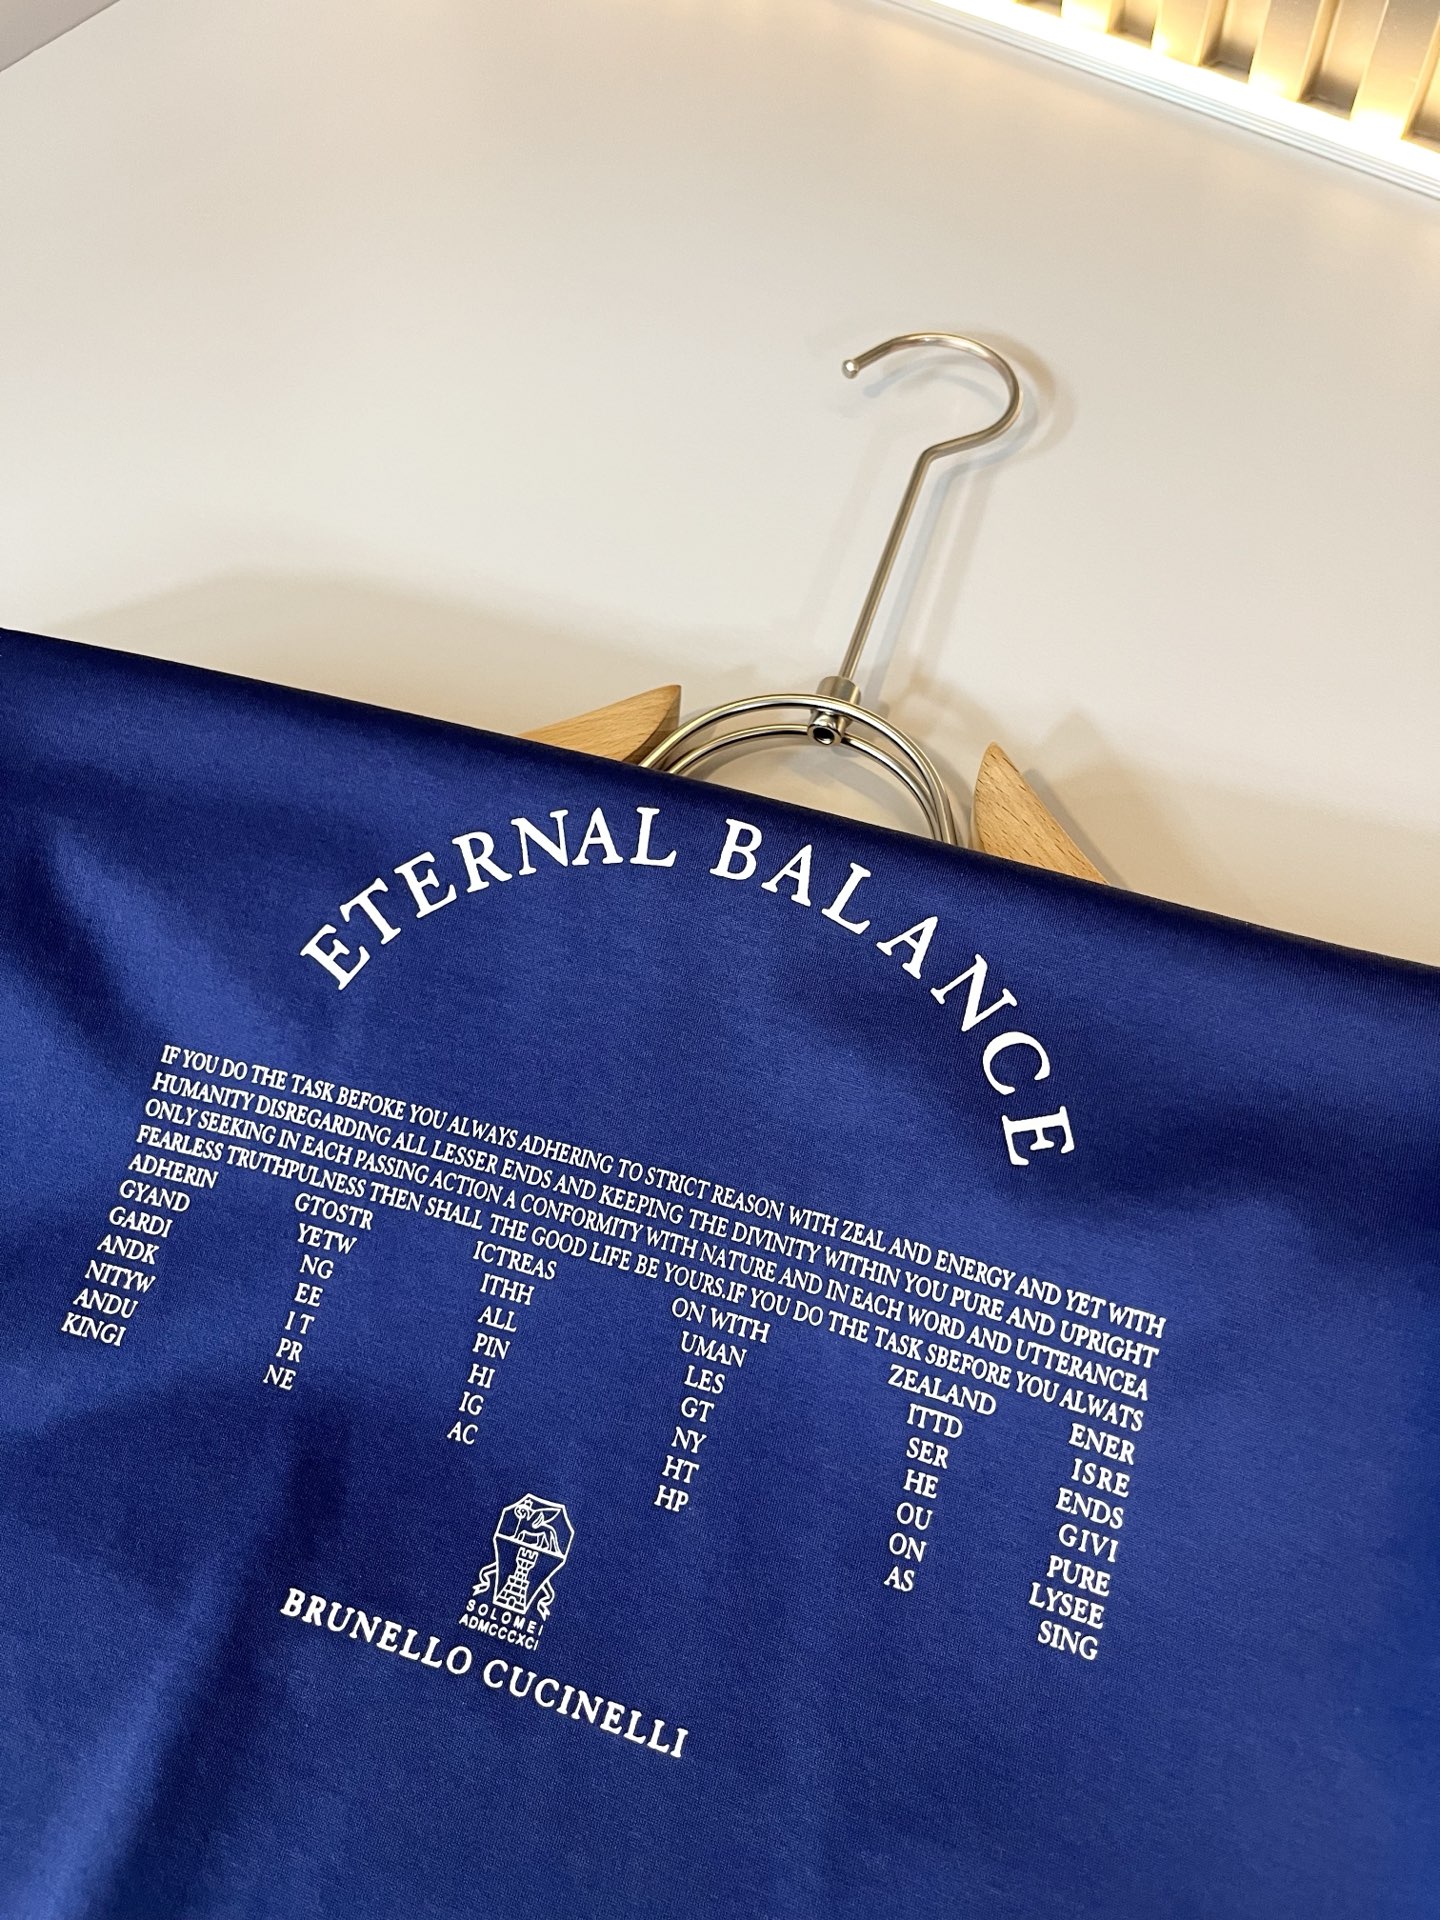 ETERNAL BALANCE
IF YOU DO THE TASK BEFOKE YOU ALWAYS ADHERING TO STRICT REASON WITH ZEAL AND ENERGY AND YET WITH
HUMANITY DISREGARDING ALL LESSER ENDS AND KEEPING THE DIVINITY WITHIN YOU PURE AND UPRIGHT
ONLY SEEKING IN EACH PASSING ACTION A CONFORMITY WITH NATURE AND IN EACH WORD AND UTTERANCEA
FEARLESS TRUTHPULNESS THEN SHALL THE GOOD LIFE BE YOURS.IF YOU DO THE TASK SBEFORE YOU ALWATS
ADHERIN GTOSTR ICTREAS ON WITH ZEALAND ENER
GYAND YETW ITHH UMAN ITTD ISRE
GARDI NG ALL LES SER ENDS
ANDK EE PIN GT HE GIVI
NITYW I T HI NY OU PURE
ANDU PR IG HT ON LYSEE
KINGI NE AC HP AS SING
SOLOMEI
ADMCCCXCI
BRUNELLO CUCINELLI